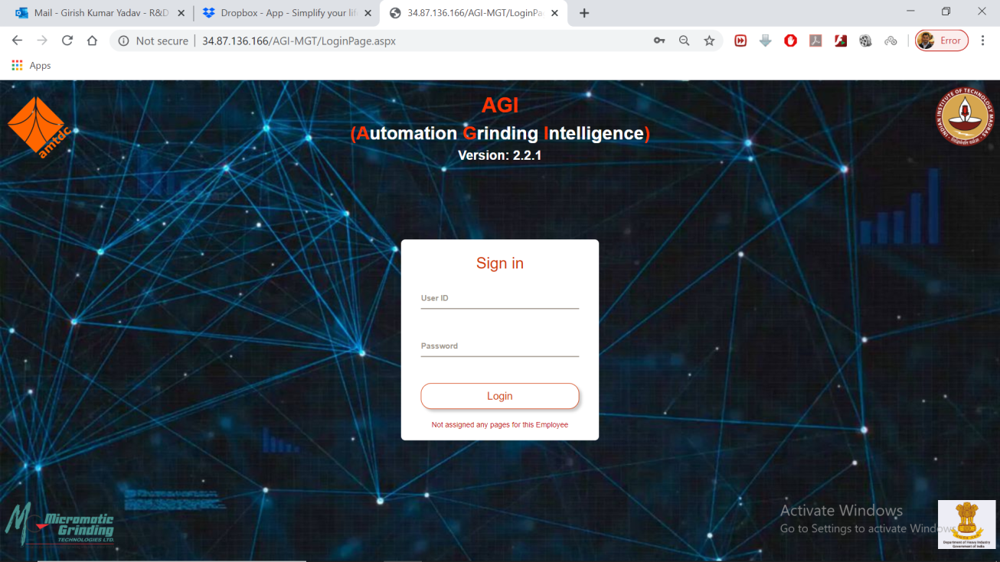 Mail - Girish Kumar Yadav - R&D
Dropbox - App - Simplify your life
34.87.136.166/AGI-MGT/LoginPa
Not secure
34.87.136.166/AGI-MGT/LoginPage.aspx
Error
Apps
amtdc
AGI
(Automation Grinding Intelligence)
Version: 2.2.1
INDIAN INSTITUTE OF TECHNOLOGY MADRAS
Sign in
User ID
Password
Login
Not assigned any pages for this Employee
Micromatic
Grinding
TECHNOLOGIES LTD.
Activate Windows
Go to Settings to activate Windows
Department of Heavy Industry
Government of India